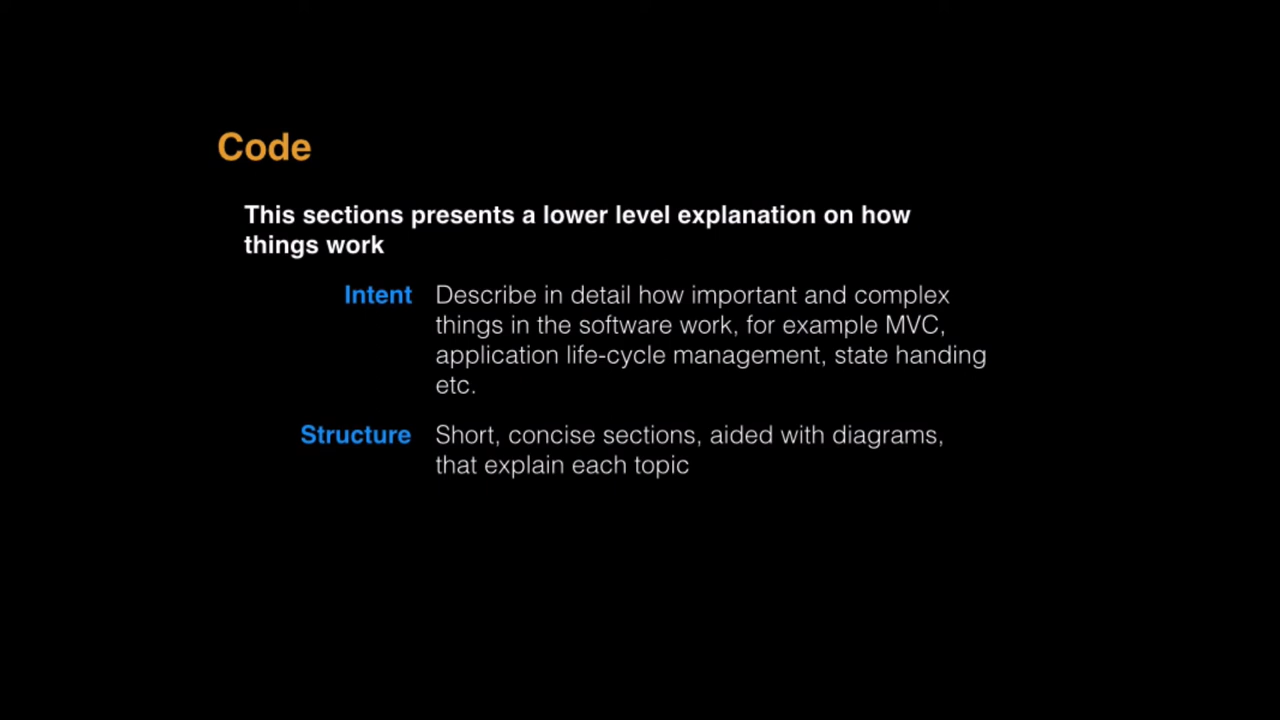 Code
This sections presents a lower level explanation on how
things work
Intent Describe in detail how important and complex
things in the software work, for example MVC,
application life-cycle management, state handing
etc.
Structure Short, concise sections, aided with diagrams,
that explain each topic